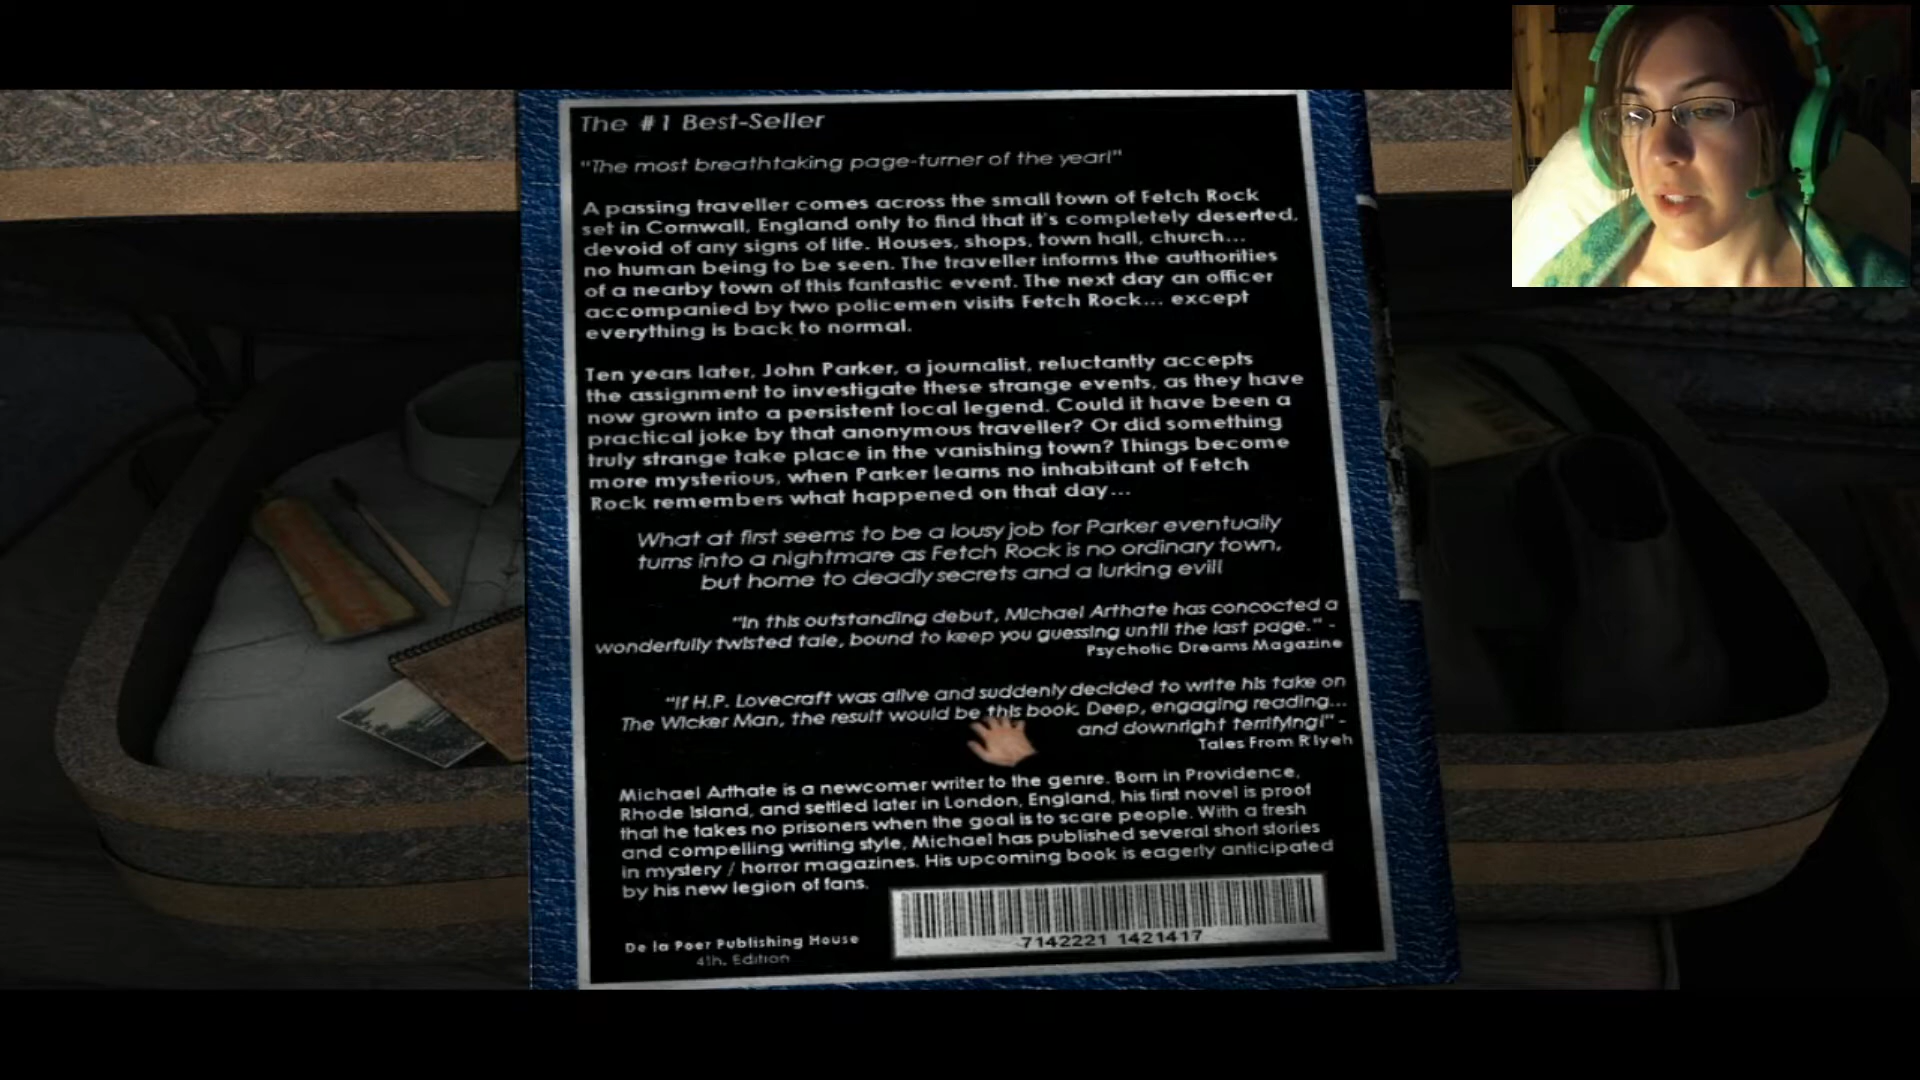 The #1 Best-Seller
"The most breathtaking page-turner of the year!"
A passing traveller comes across the small town of Fetch Rock
set in Cornwall, England only to find that it's completely deserted,
devoid of any signs of life. Houses, shops, town hall, church...
no human being to be seen. The traveller informs the authorities
of a nearby town of this fantastic event. The next day an officer
accompanied by two policemen visits Fetch Rock... except
everything is back to normal.
Ten years later, John Parker, a journalist, reluctantly accepts
the assignment to investigate these strange events, as they have
now grown into a persistent local legend. Could it have been a
practical joke by that anonymous traveller? Or did something
truly strange take place in the vanishing town? Things become
more mysterious, when Parker learns no inhabitant of Fetch
Rock remembers what happened on that day...
What at first seems to be a lousy job for Parker eventually
turns into a nightmare as Fetch Rock is no ordinary town,
but home to deadly secrets and a lurking evil!
"In this outstanding debut, Michael Arthate has concocted a
wonderfully twisted tale, bound to keep you guessing until the last page." -
Psychotic Dreams Magazine
"If H.P. Lovecraft was alive and suddenly decided to write his take on
The Wicker Man, the result would be this book. Deep, engaging reading...
and downright terrifying!" -
Tales From R'lyeh
Michael Arthate is a newcomer writer to the genre. Born in Providence,
Rhode Island, and settled later in London, England, his first novel is proof
that he takes no prisoners when the goal is to scare people. With a fresh
and compelling writing style, Michael has published several short stories
in mystery / horror magazines. His upcoming book is eagerly anticipated
by his new legion of fans.
De la Poer Publishing House
4th. Edition
7142221 1421417